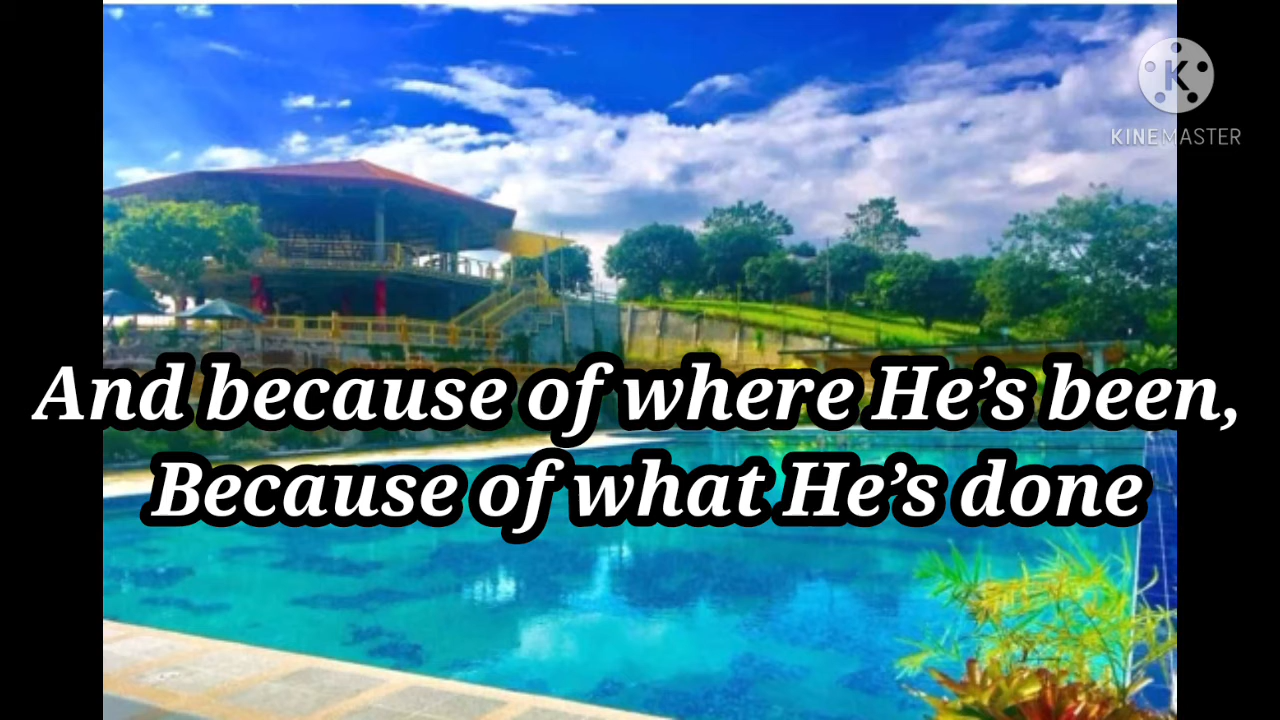 KINEMASTER
And because of where He’s been,
Because of what He’s done